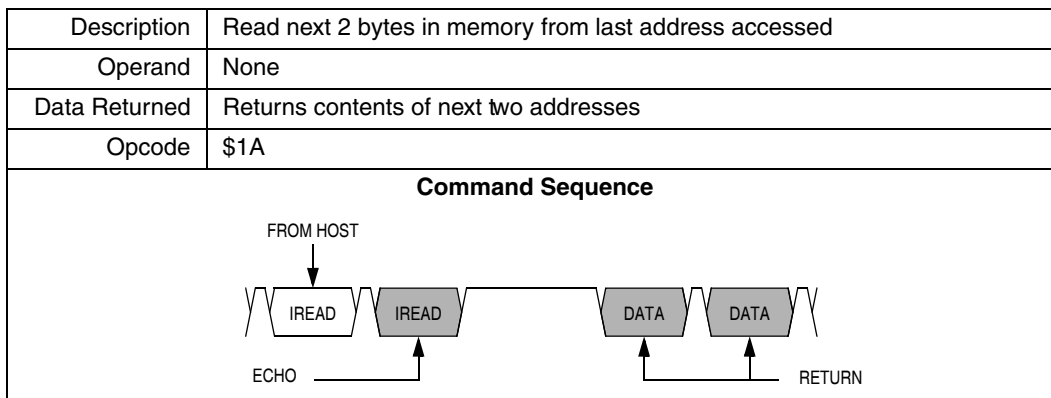 Description Read next 2 bytes in memory from last address accessed
Operand None
Data Returned Returns contents of next two addresses
Opcode $1A
Command Sequence
FROM HOST
IREAD IREAD DATA DATA
ECHO RETURN